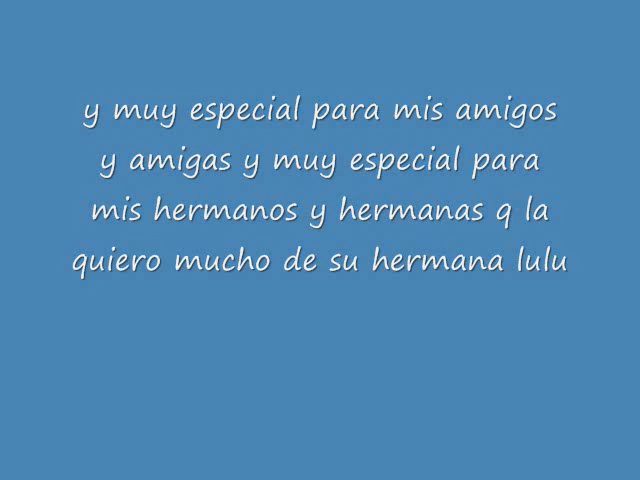 y muy especial para mis amigos
y amigas y muy especial para
mis hermanos y hermanas q la
quiero mucho de su hermana lulu